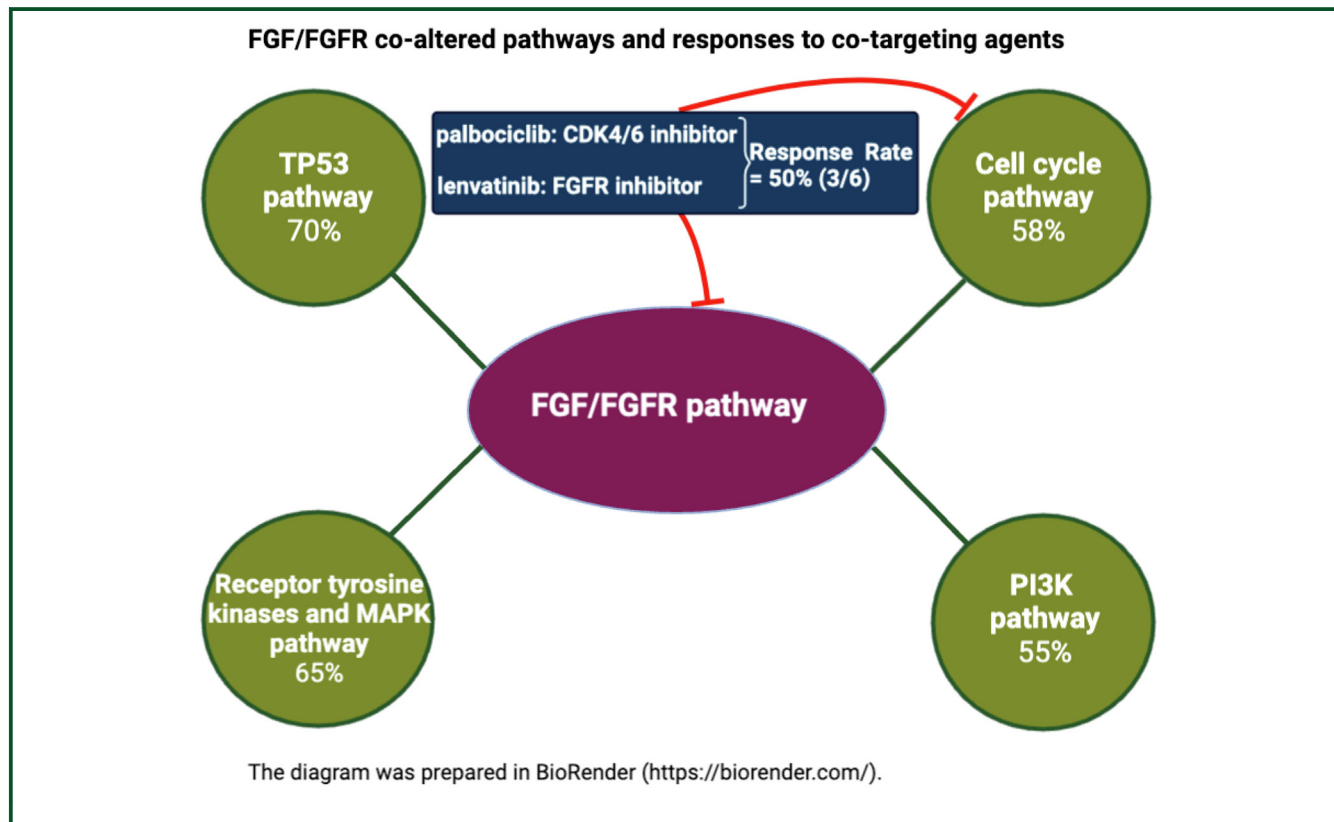 FGF/FGFR co-altered pathways and responses to co-targeting agents
TP53
pathway
70%
palbociclib: CDK4/6 inhibitor
lenvatinib: FGFR inhibitor
Response Rate
= 50% (3/6)
Cell cycle
pathway
58%
FGF/FGFR pathway
Receptor tyrosine
kinases and MAPK
pathway
65%
PI3K
pathway
55%
The diagram was prepared in BioRender (https://biorender.com/).